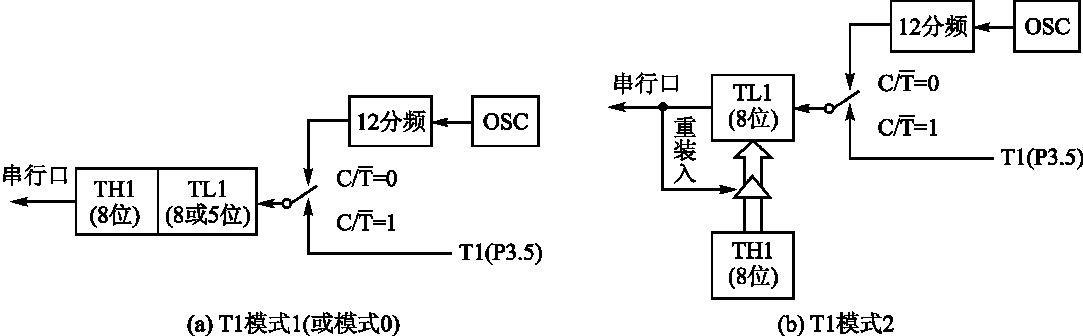 12分频
OSC
串行口
C/T̅=0
C/T̅=1
TH1
(8位)
TL1
(8或5位)
T1(P3.5)
(a) T1模式1(或模式0)
12分频
OSC
串行口
TL1
(8位)
重装入
C/T̅=0
C/T̅=1
T1(P3.5)
TH1
(8位)
(b) T1模式2